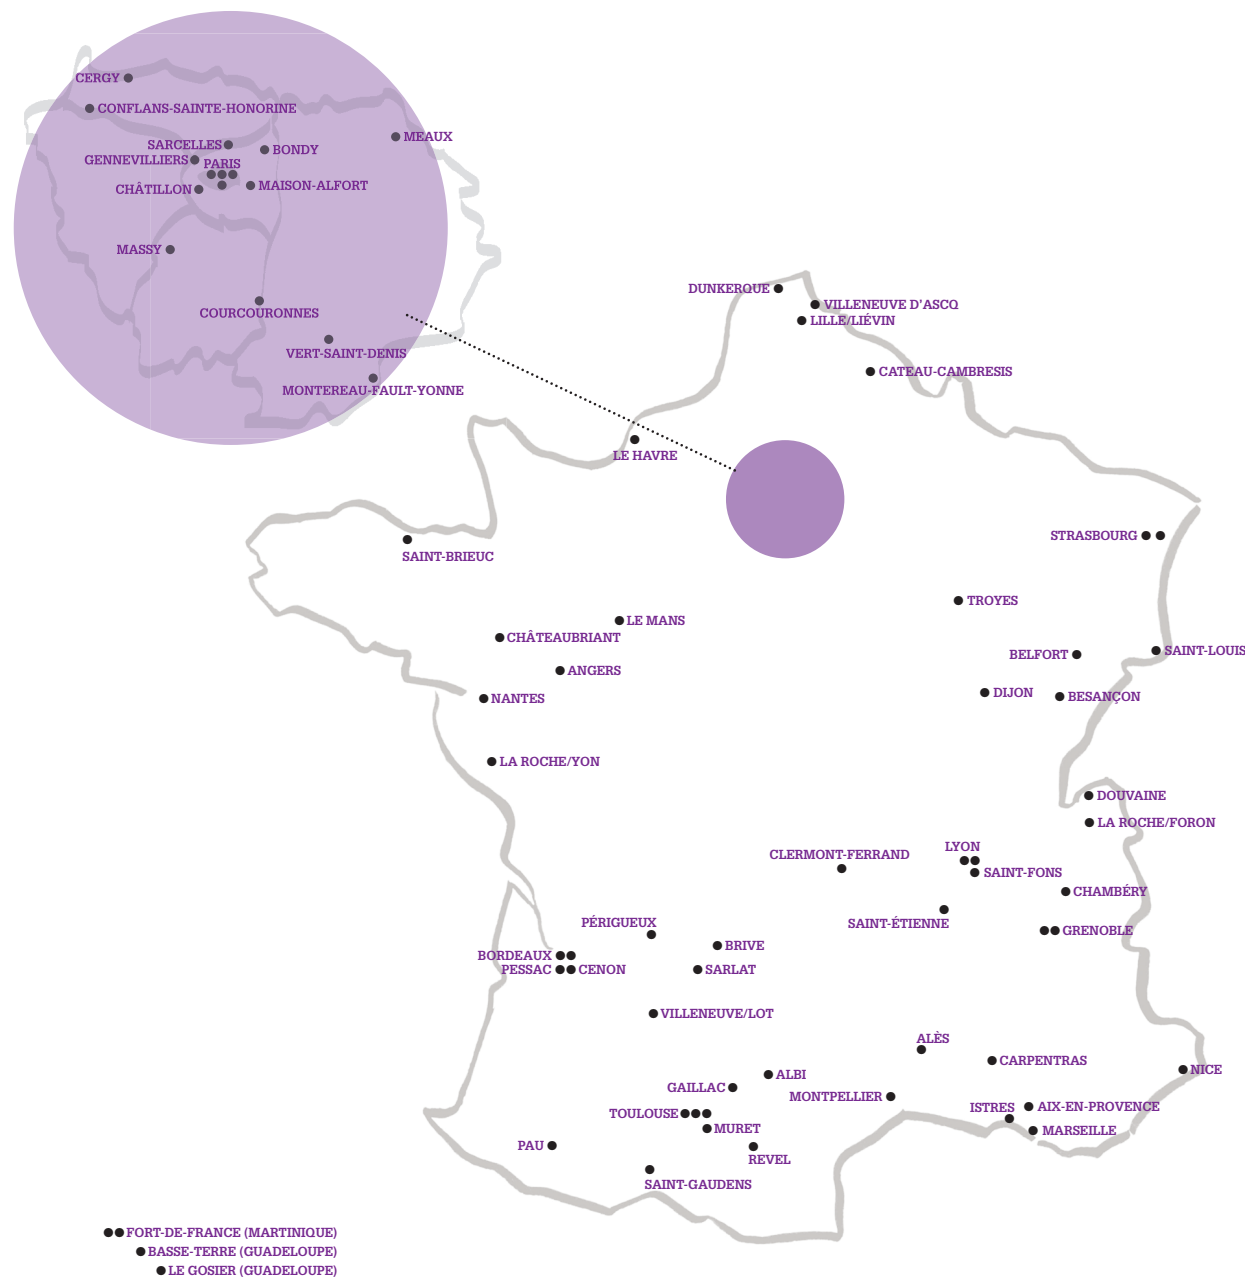 CERGY
CONFLANS-SAINTE-HONORINE
MEAUX
SARCELLES
BONDY
GENNEVILLIERS
PARIS
CHÂTILLON
MAISON-ALFORT
MASSY
COURCOURONNES
VERT-SAINT-DENIS
MONTEREAU-FAULT-YONNE
DUNKERQUE
VILLENEUVE D'ASCQ
LILLE/LIÉVIN
CATEAU-CAMBRESIS
LE HAVRE
STRASBOURG
SAINT-BRIEUC
TROYES
LE MANS
CHÂTEAUBRIANT
SAINT-LOUIS
BELFORT
ANGERS
DIJON
BESANÇON
NANTES
LA ROCHE/YON
DOUVAINE
LA ROCHE/FORON
LYON
CLERMONT-FERRAND
SAINT-FONS
CHAMBÉRY
PÉRIGUEUX
SAINT-ÉTIENNE
GRENOBLE
BRIVE
BORDEAUX
PESSAC
CENON
SARLAT
VILLENEUVE/LOT
ALÈS
CARPENTRAS
NICE
ALBI
GAILLAC
MONTPELLIER
ISTRES
AIX-EN-PROVENCE
TOULOUSE
MURET
MARSEILLE
PAU
REVEL
SAINT-GAUDENS
FORT-DE-FRANCE (MARTINIQUE)
BASSE-TERRE (GUADELOUPE)
LE GOSIER (GUADELOUPE)